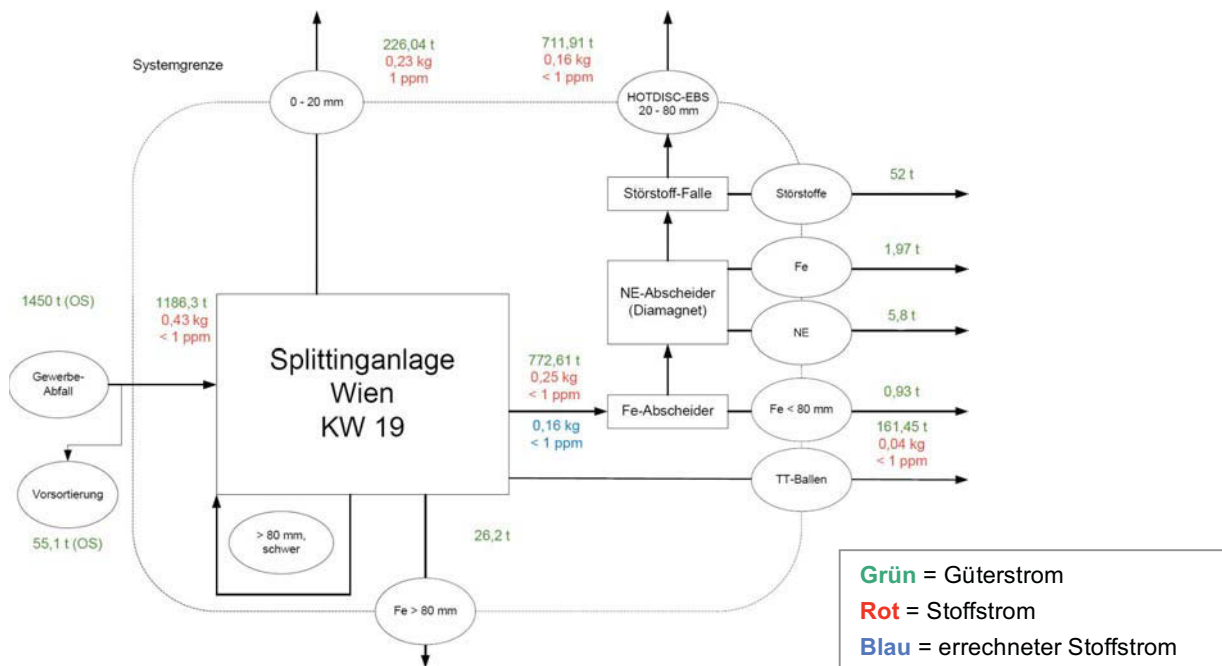 226,04 t
0,23 kg
1 ppm
711,91 t
0,16 kg
< 1 ppm
Systemgrenze
0 - 20 mm
HOTDISC-EBS
20 - 80 mm
Störstoff-Falle
Störstoffe
52 t
1450 t (OS)
1186,3 t
0,43 kg
< 1 ppm
NE-Abscheider
(Diamagnet)
Fe
1,97 t
NE
5,8 t
Gewerbe-
Abfall
Splittinganlage
Wien
KW 19
772,61 t
0,25 kg
< 1 ppm
0,16 kg
< 1 ppm
Fe-Abscheider
Fe < 80 mm
0,93 t
161,45 t
0,04 kg
< 1 ppm
TT-Ballen
Vorsortierung
55,1 t (OS)
> 80 mm,
schwer
26,2 t
Fe > 80 mm
Grün = Güterstrom
Rot = Stoffstrom
Blau = errechneter Stoffstrom